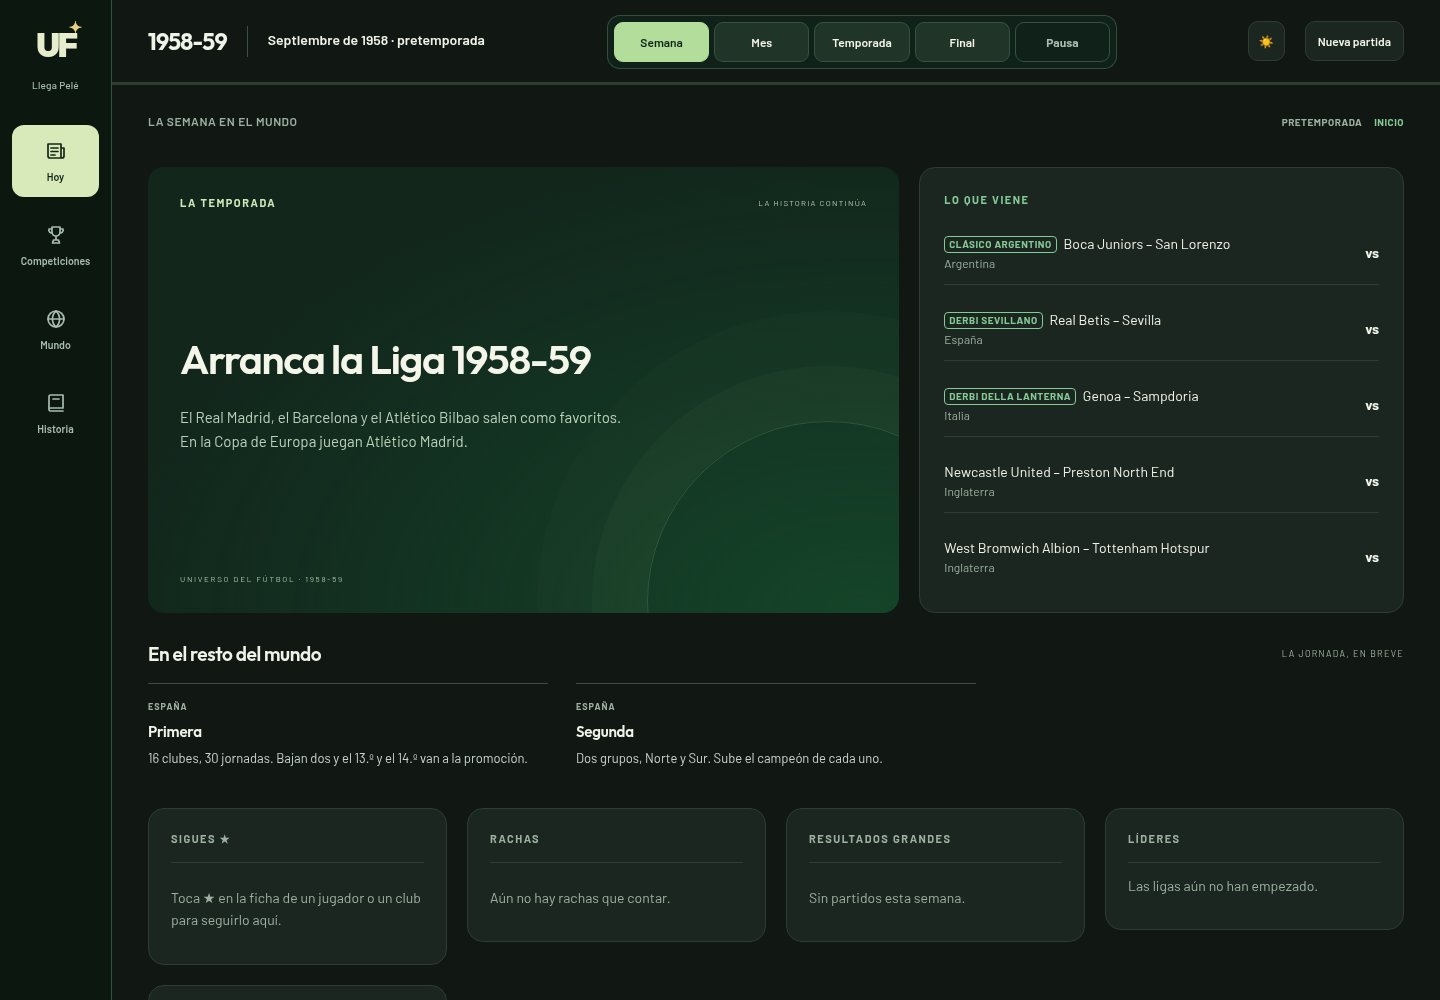 UF
Llega Pelé
Hoy
Competiciones
Mundo
Historia
1958-59
Septiembre de 1958 · pretemporada
Semana
Mes
Temporada
Final
Pausa
Nueva partida
LA SEMANA EN EL MUNDO
PRETEMPORADA INICIO
LA TEMPORADA
LA HISTORIA CONTINÚA
Arranca la Liga 1958-59
El Real Madrid, el Barcelona y el Atlético Bilbao salen como favoritos.
En la Copa de Europa juegan Atlético Madrid.
UNIVERSO DEL FÚTBOL · 1958-59
LO QUE VIENE
CLÁSICO ARGENTINO Boca Juniors – San Lorenzo
Argentina
vs
DERBI SEVILLANO Real Betis – Sevilla
España
vs
DERBI DELLA LANTERNA Genoa – Sampdoria
Italia
vs
Newcastle United – Preston North End
Inglaterra
vs
West Bromwich Albion – Tottenham Hotspur
Inglaterra
vs
En el resto del mundo
LA JORNADA, EN BREVE
ESPAÑA
Primera
16 clubes, 30 jornadas. Bajan dos y el 13.º y el 14.º van a la promoción.
ESPAÑA
Segunda
Dos grupos, Norte y Sur. Sube el campeón de cada uno.
SIGUES ★
Toca ★ en la ficha de un jugador o un club
para seguirlo aquí.
RACHAS
Aún no hay rachas que contar.
RESULTADOS GRANDES
Sin partidos esta semana.
LÍDERES
Las ligas aún no han empezado.